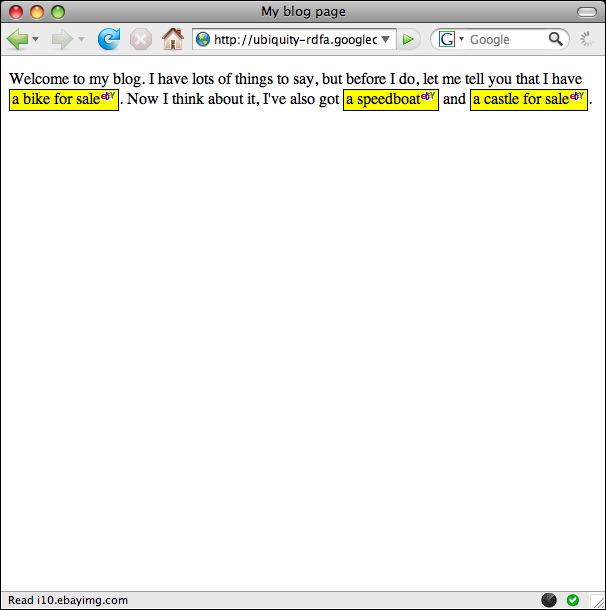 My blog page
http://ubiquity-rdfa.googlec
Google
Welcome to my blog. I have lots of things to say, but before I do, let me tell you that I have
a bike for sale ebY. Now I think about it, I've also got a speedboat ebY and a castle for sale ebY.
Read i10.ebayimg.com